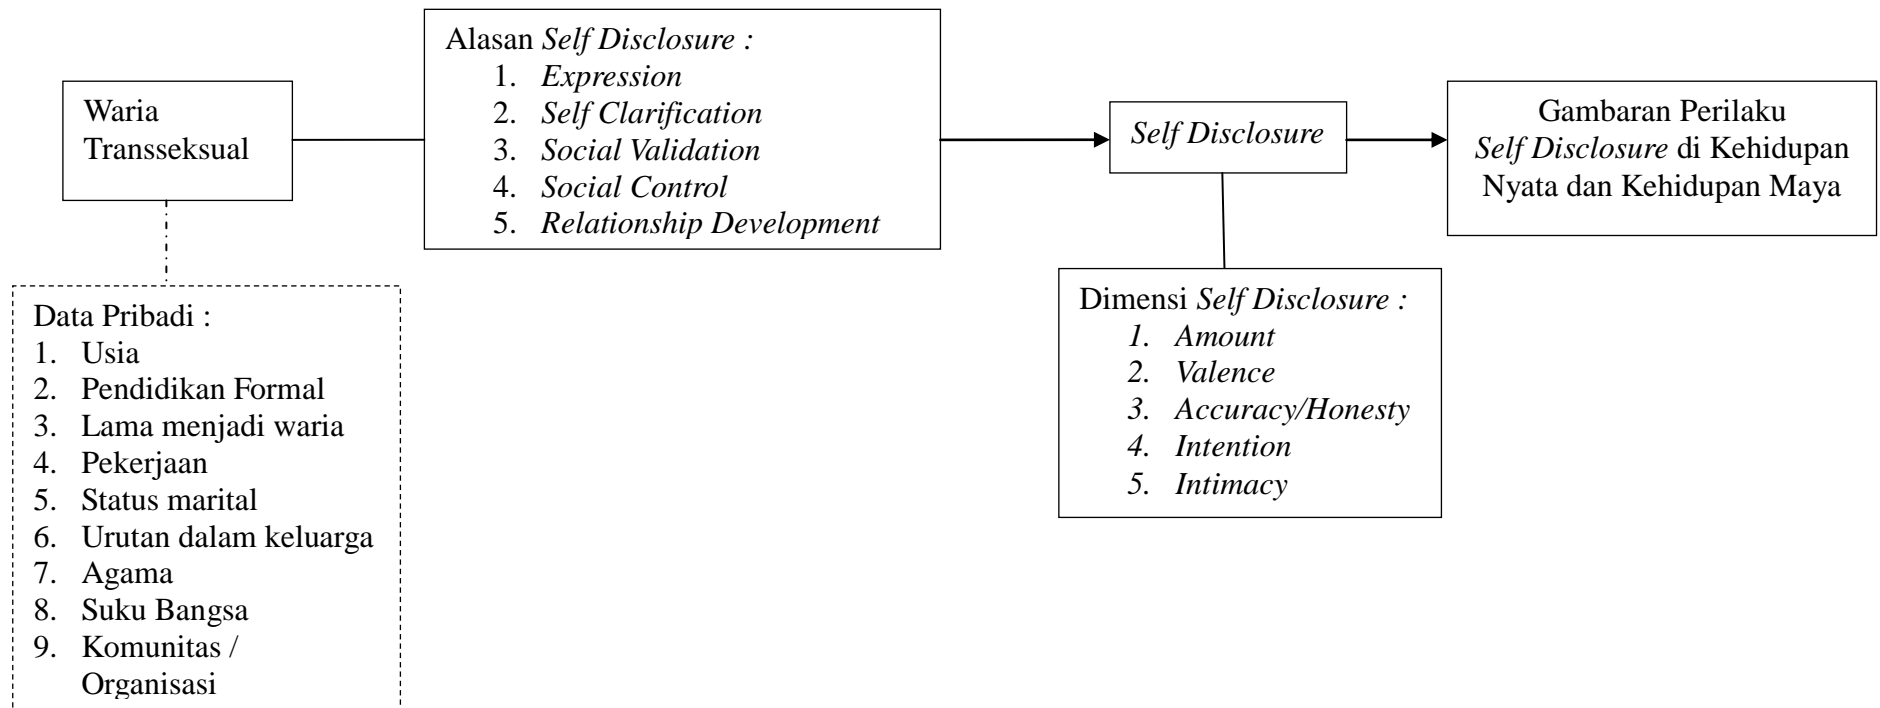 Waria
Transseksual
Alasan Self Disclosure :
1. Expression
2. Self Clarification
3. Social Validation
4. Social Control
5. Relationship Development
Self Disclosure
Gambaran Perilaku
Self Disclosure di Kehidupan
Nyata dan Kehidupan Maya
Data Pribadi :
1. Usia
2. Pendidikan Formal
3. Lama menjadi waria
4. Pekerjaan
5. Status marital
6. Urutan dalam keluarga
7. Agama
8. Suku Bangsa
9. Komunitas /
Organisasi
Dimensi Self Disclosure :
1. Amount
2. Valence
3. Accuracy/Honesty
4. Intention
5. Intimacy